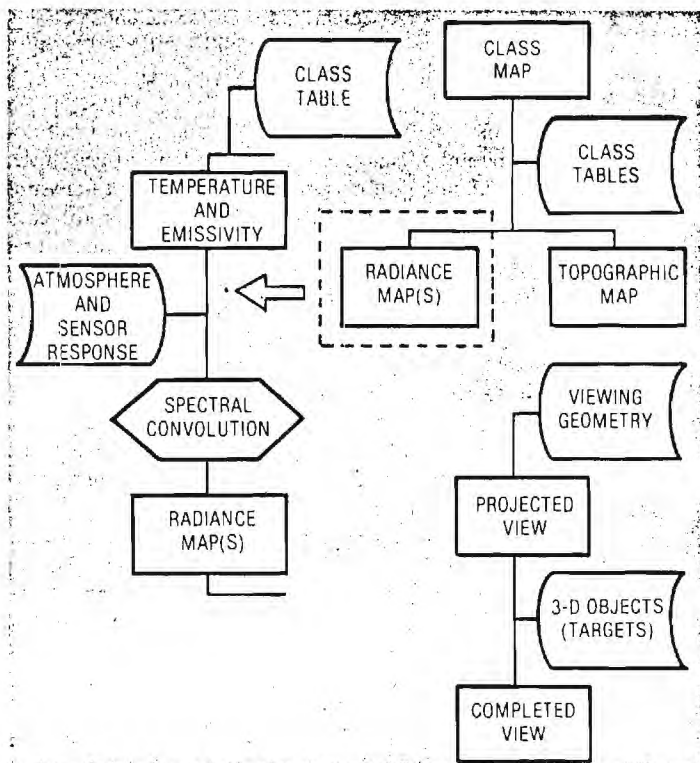 CLASS
TABLE
TEMPERATURE
AND
EMISSIVITY
ATMOSPHERE
AND
SENSOR
RESPONSE
SPECTRAL
CONVOLUTION
RADIANCE
MAP(S)
CLASS
MAP
CLASS
TABLES
RADIANCE
MAP(S)
TOPOGRAPHIC
MAP
VIEWING
GEOMETRY
PROJECTED
VIEW
3-D OBJECTS
(TARGETS)
COMPLETED
VIEW